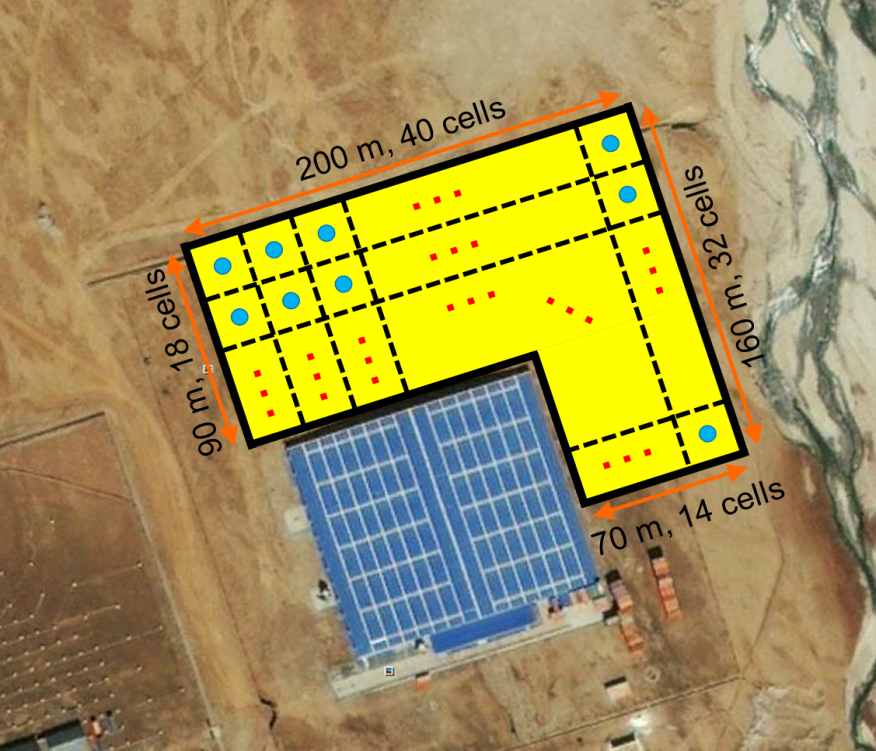 200 m, 40 cells
90 m, 18 cells
160 m, 32 cells
70 m, 14 cells